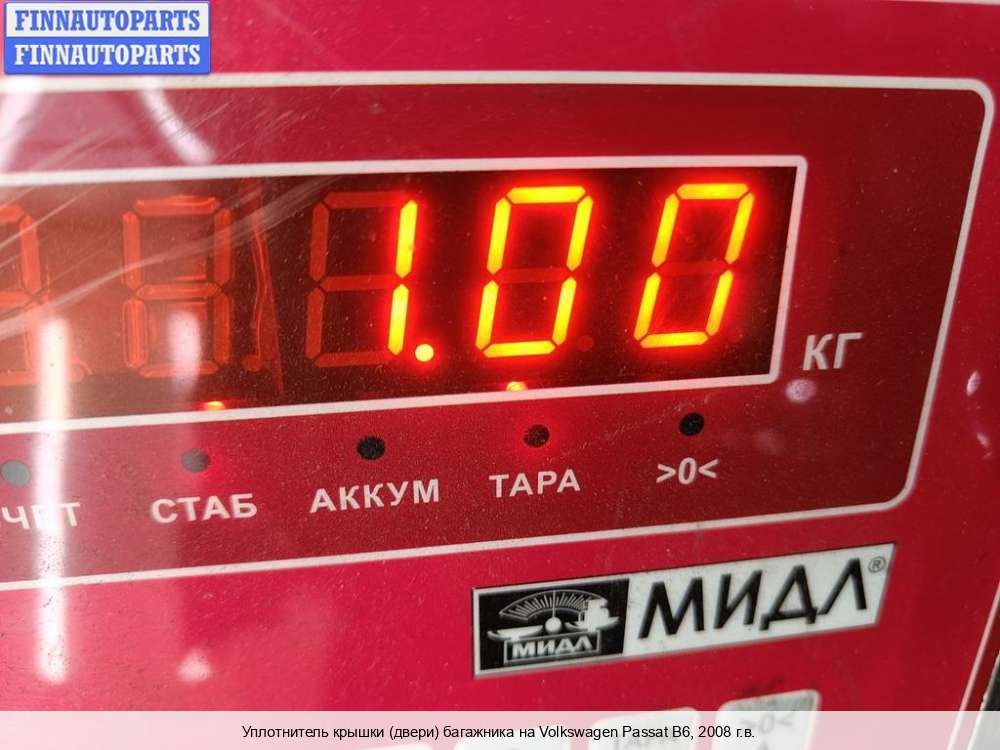 FINNAUTOPARTS
FINNAUTOPARTS
1.00
КГ
СТАБ
АККУМ
ТАРА
>0<
МИДЛ
МИДЛ®
>0<
Уплотнитель крышки (двери) багажника на Volkswagen Passat B6, 2008 г.в.